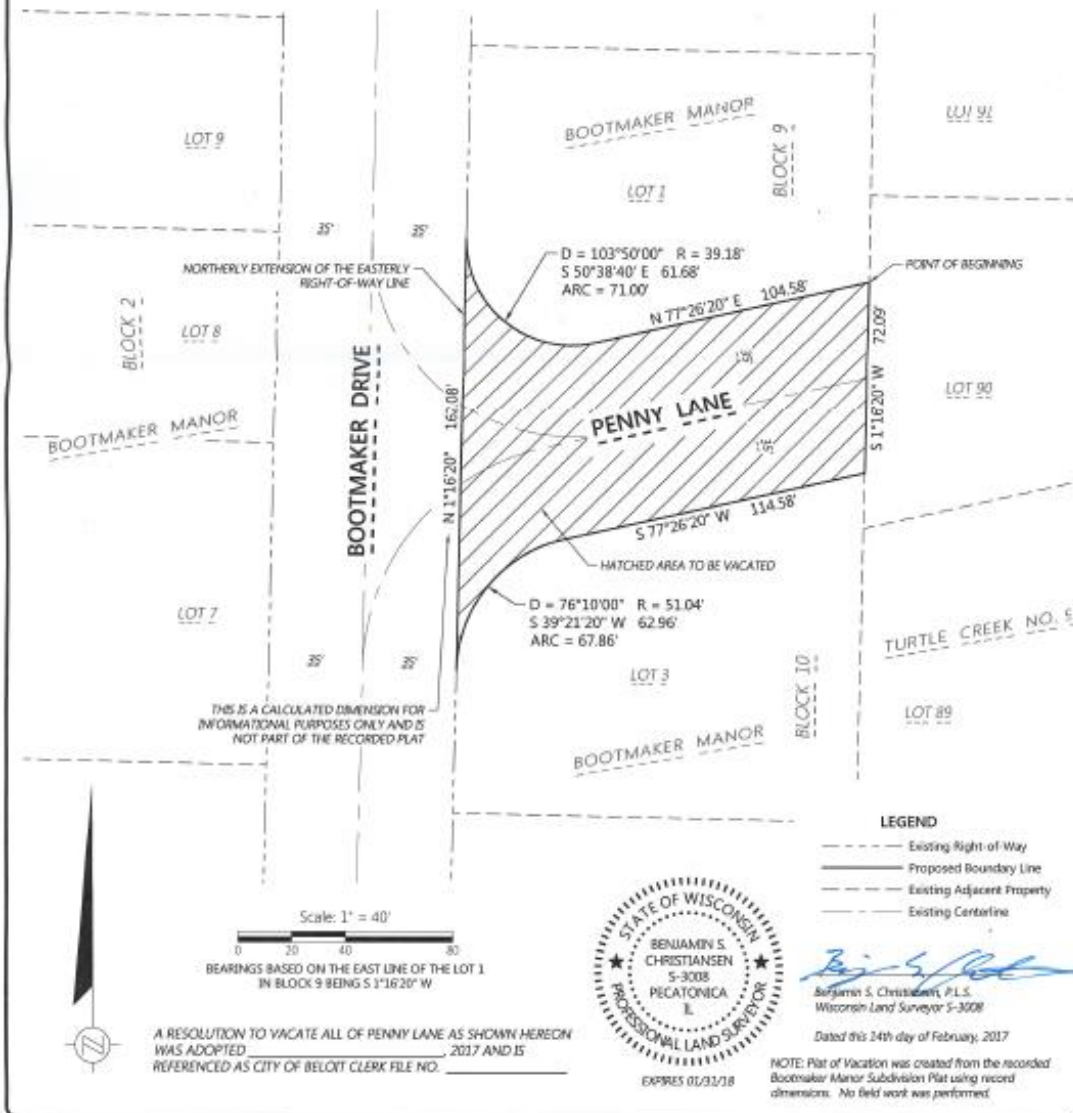 BOOTMAKER MANOR
BLOCK 9
LOT 91
LOT 9
LOT 1
35'
35'
D = 103°50'00" R = 39.18'
S 50°38'40" E 61.68'
ARC = 71.00'
NORTHERLY EXTENSION OF THE EASTERLY
RIGHT-OF-WAY LINE
POINT OF BEGINNING
N 77°26'20" E 104.58'
BLOCK 2
LOT 8
BOOTMAKER DRIVE
N 1°16'20" 162.08'
PENNY LANE
S 1°16'20" W 72.09'
LOT 90
BOOTMAKER MANOR
S 77°26'20" W 114.58'
HATCHED AREA TO BE VACATED
D = 76°10'00" R = 51.04'
S 39°21'20" W 62.96'
ARC = 67.86'
LOT 7
TURTLE CREEK NO. 5
35'
35'
LOT 3
BLOCK 10
LOT 89
THIS IS A CALCULATED DIMENSION FOR
INFORMATIONAL PURPOSES ONLY AND IS
NOT PART OF THE RECORDED PLAT
BOOTMAKER MANOR
LEGEND
Existing Right-of-Way
Proposed Boundary Line
Existing Adjacent Property
Existing Centerline
Scale: 1" = 40'
0 20 40 80
BEARINGS BASED ON THE EAST LINE OF THE LOT 1
IN BLOCK 9 BEING S 1°16'20" W
STATE OF WISCONSIN
BENJAMIN S.
CHRISTIANSEN
S-3008
PECATONICA
IL
PROFESSIONAL LAND SURVEYOR
EXPIRES 01/31/18
Benjamin S. Christiansen, P.L.S.
Wisconsin Land Surveyor S-3008
Dated this 14th day of February, 2017
NOTE: Plat of Vacation was created from the recorded
Bootmaker Manor Subdivision Plat using record
dimensions. No field work was performed.
N
A RESOLUTION TO VACATE ALL OF PENNY LANE AS SHOWN HEREON
WAS ADOPTED ____________, 2017 AND IS
REFERENCED AS CITY OF BELOIT CLERK FILE NO. ____________